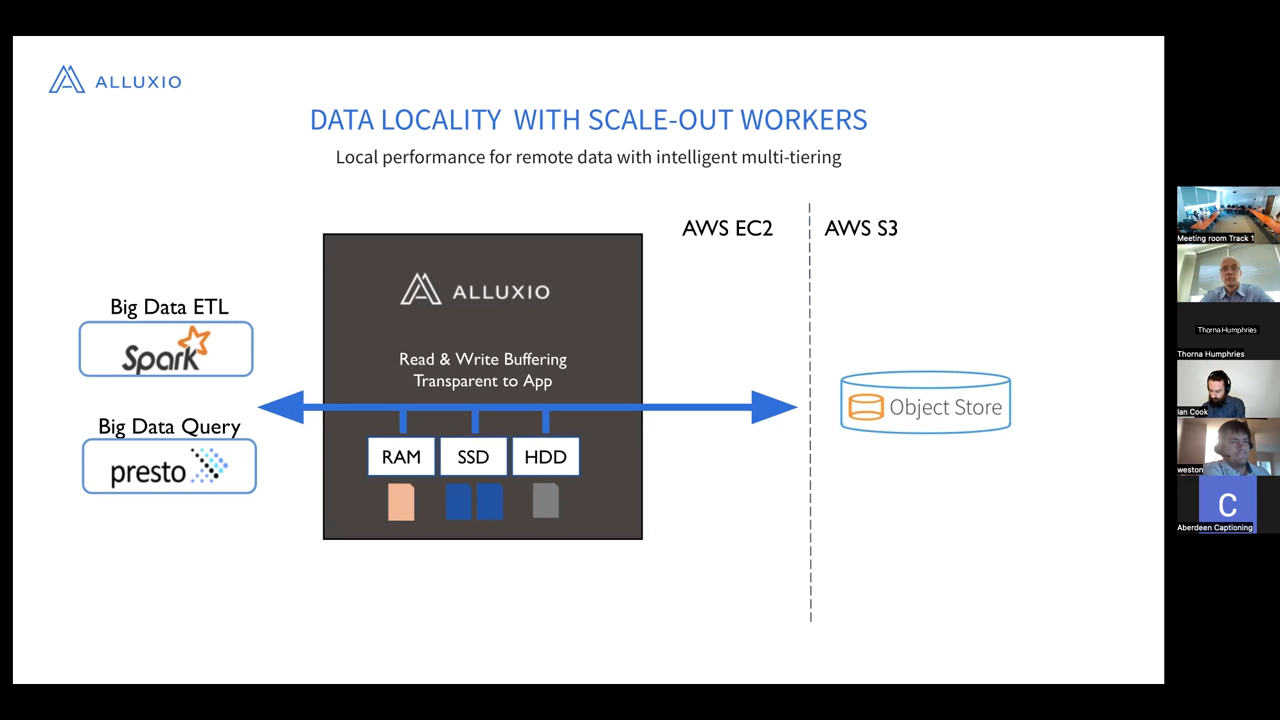 ALLUXIO
DATA LOCALITY WITH SCALE-OUT WORKERS
Local performance for remote data with intelligent multi-tiering
AWS EC2
AWS S3
ALLUXIO
Big Data ETL
Spark
Read & Write Buffering
Transparent to App
Big Data Query
presto
RAM
SSD
HDD
Object Store
Meeting room Track 1
Thorna Humphries
Thorna Humphries
Ian Cook
weston
C
Aberdeen Captioning